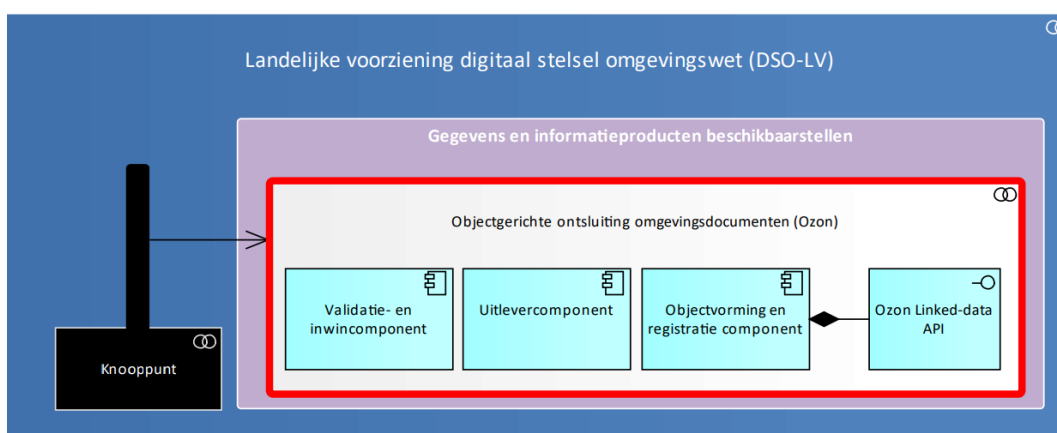 Landelijke voorziening digitaal stelsel omgevingswet (DSO-LV)
Gegevens en informatieproducten beschikbaarstellen
Objectgerichte ontsluiting omgevingsdocumenten (Ozon)
Validatie- en
inwincomponent
Uitlevercomponent
Objectvorming en
registratie component
Ozon Linked-data
API
Knooppunt